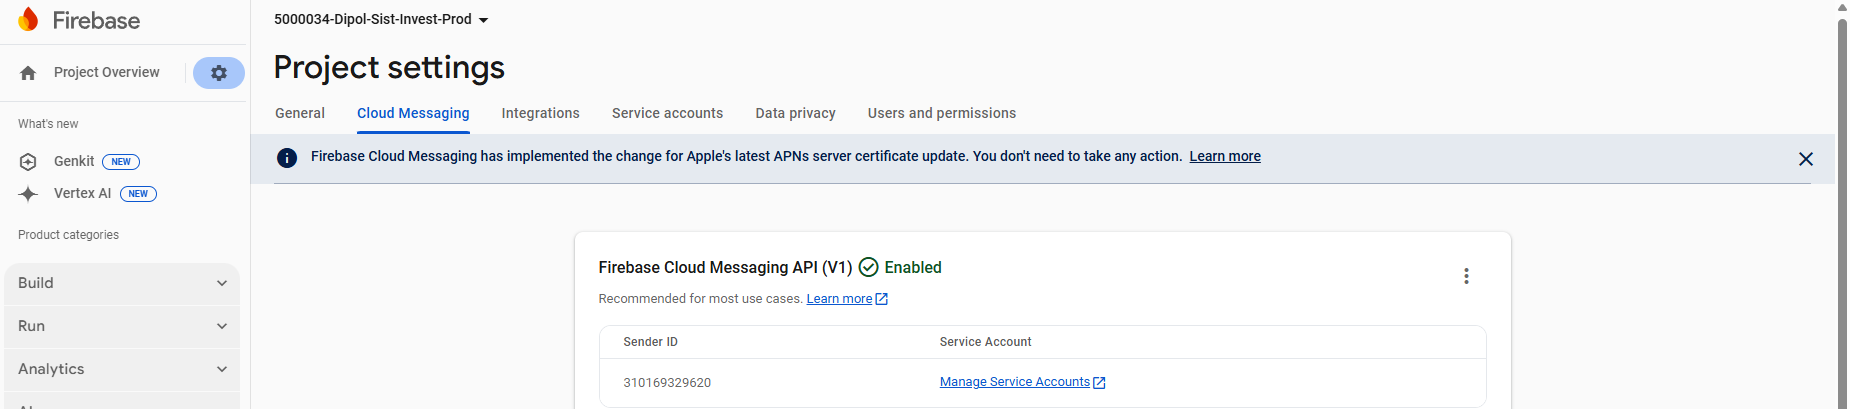 Firebase
5000034-Dipol-Sist-Invest-Prod
Project Overview
Project settings
General Cloud Messaging Integrations Service accounts Data privacy Users and permissions
What's new
Genkit NEW
Vertex AI NEW
Product categories
Build
Run
Analytics
Firebase Cloud Messaging has implemented the change for Apple's latest APNs server certificate update. You don't need to take any action. Learn more
Firebase Cloud Messaging API (V1) Enabled
Recommended for most use cases. Learn more
Sender ID Service Account
310169329620 Manage Service Accounts